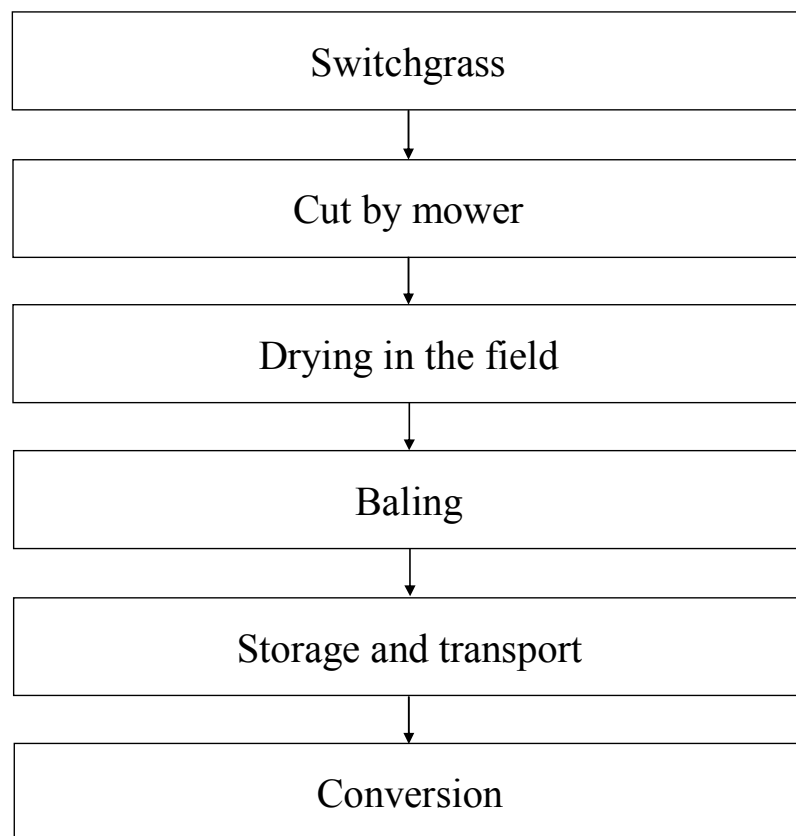 Switchgrass
Cut by mower
Drying in the field
Baling
Storage and transport
Conversion